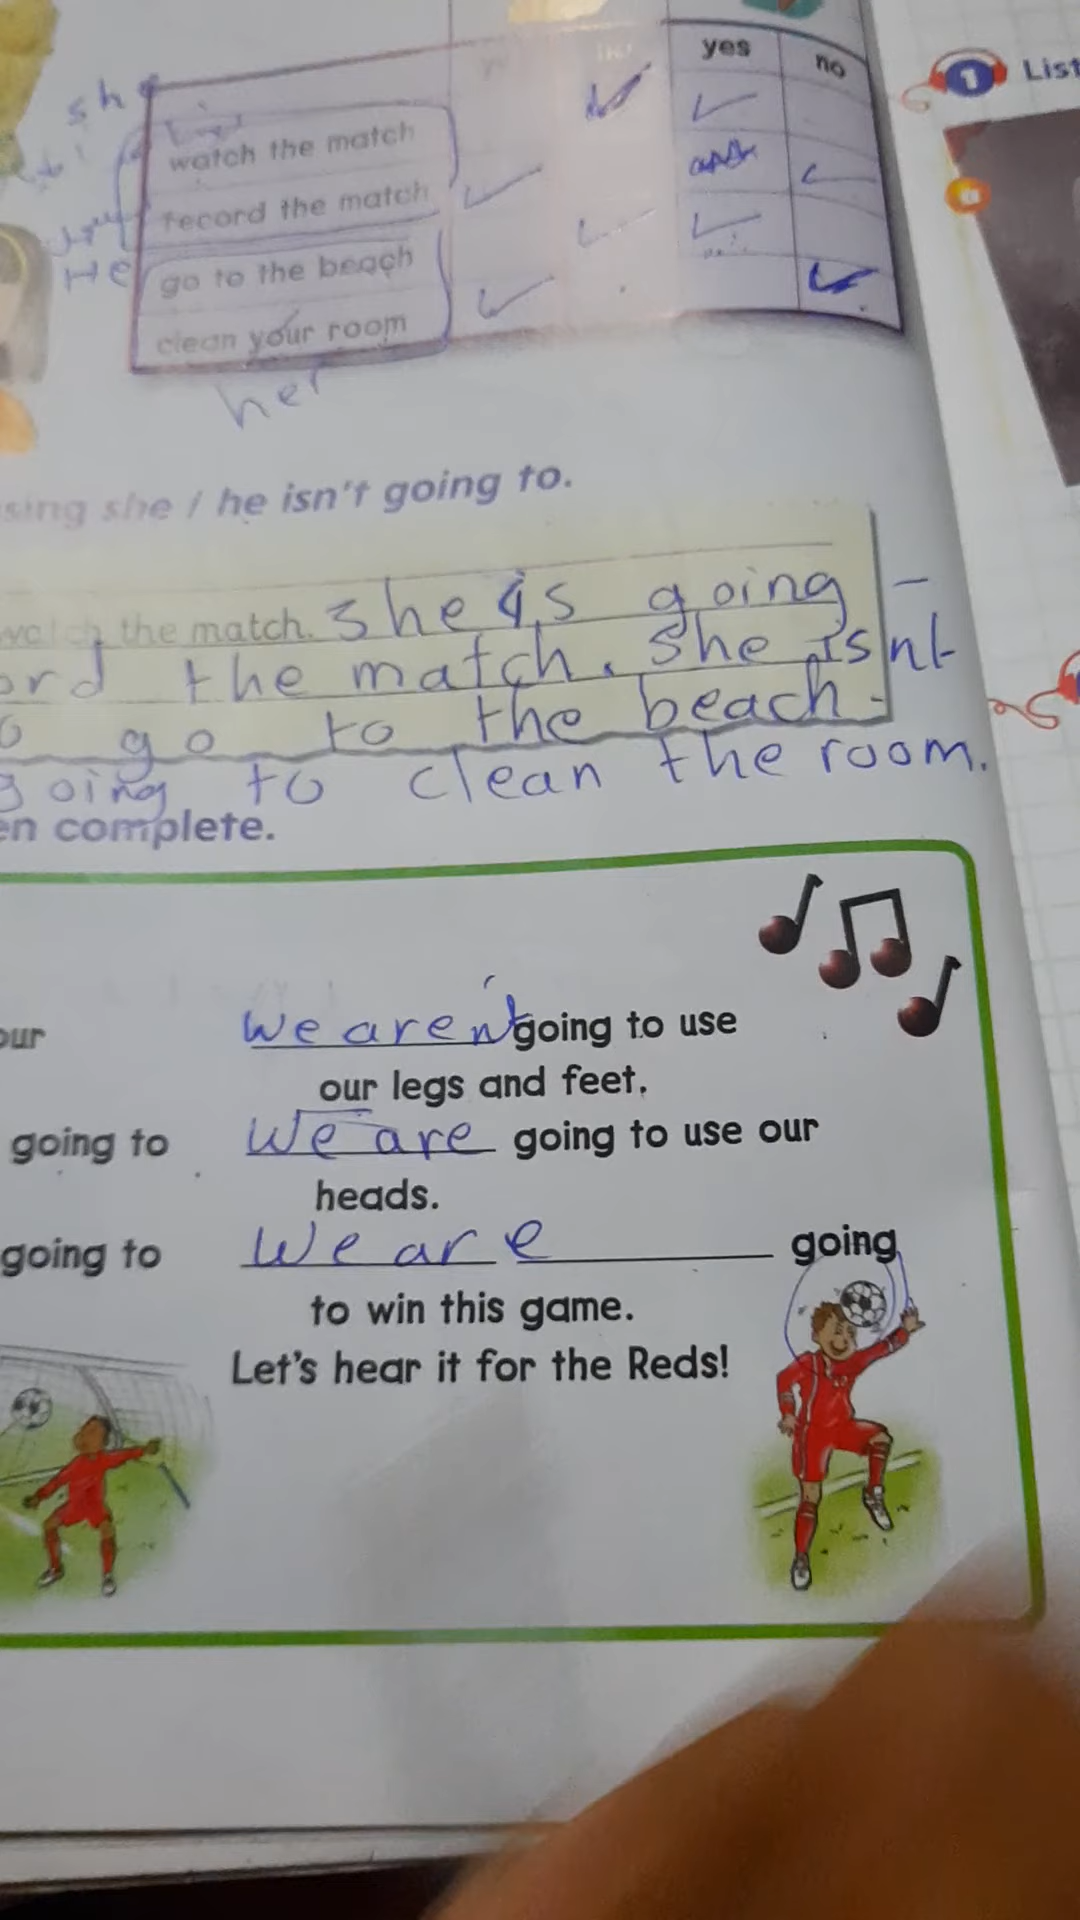 yes no
1 List
she
watch the match
record the match
He
go to the beach
clean your room
her
sing she / he isn't going to.
the match. She is going -
ord the match. She isnt
go to the beach.
going to clean the room.
en complete.
our
We aren't going to use
our legs and feet.
going to
We are going to use our
heads.
going to
We are going
to win this game.
Let's hear it for the Reds!